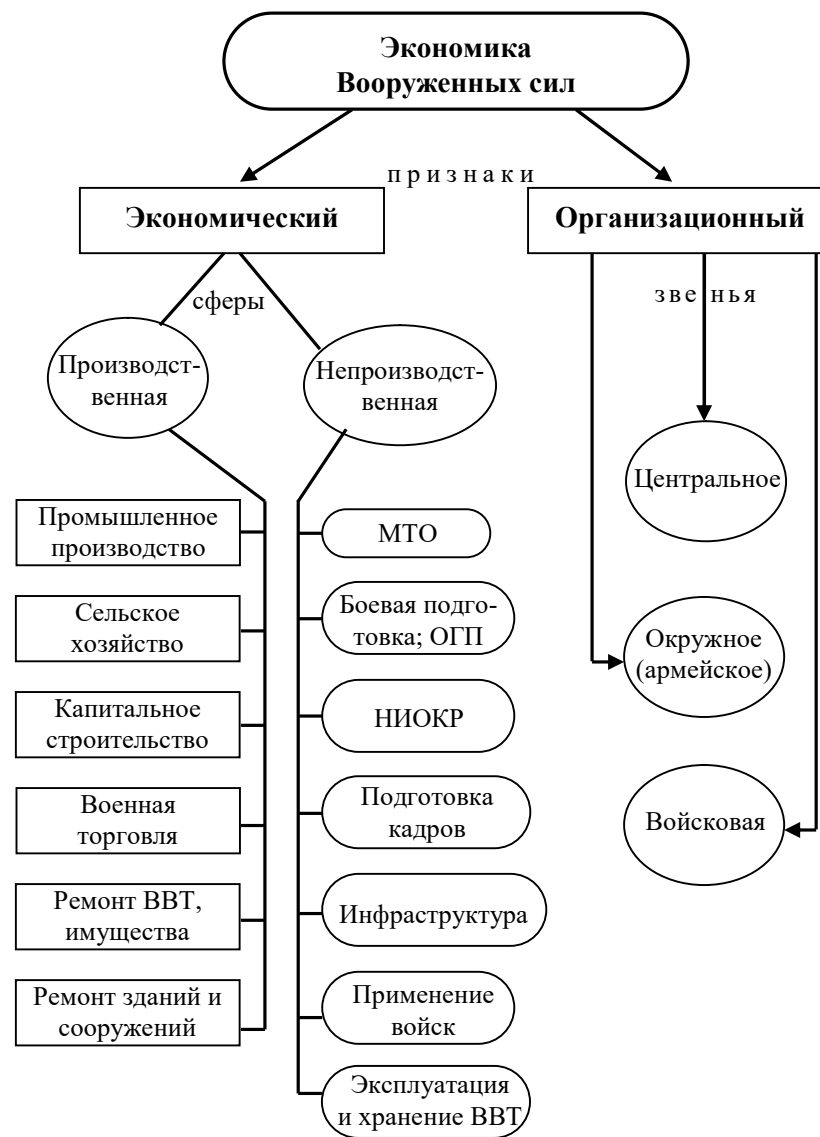 Экономика
Вооруженных сил
признаки
Экономический
Организационный
сферы
звенья
Производст-
венная
Непроизводст-
венная
Промышленное
производство
Сельское
хозяйство
Капитальное
строительство
Военная
торговля
Ремонт ВВТ,
имущества
Ремонт зданий и
сооружений
МТО
Боевая подго-
товка; ОГП
НИОКР
Подготовка
кадров
Инфраструктура
Применение
войск
Эксплуатация
и хранение ВВТ
Центральное
Окружное
(армейское)
Войсковая